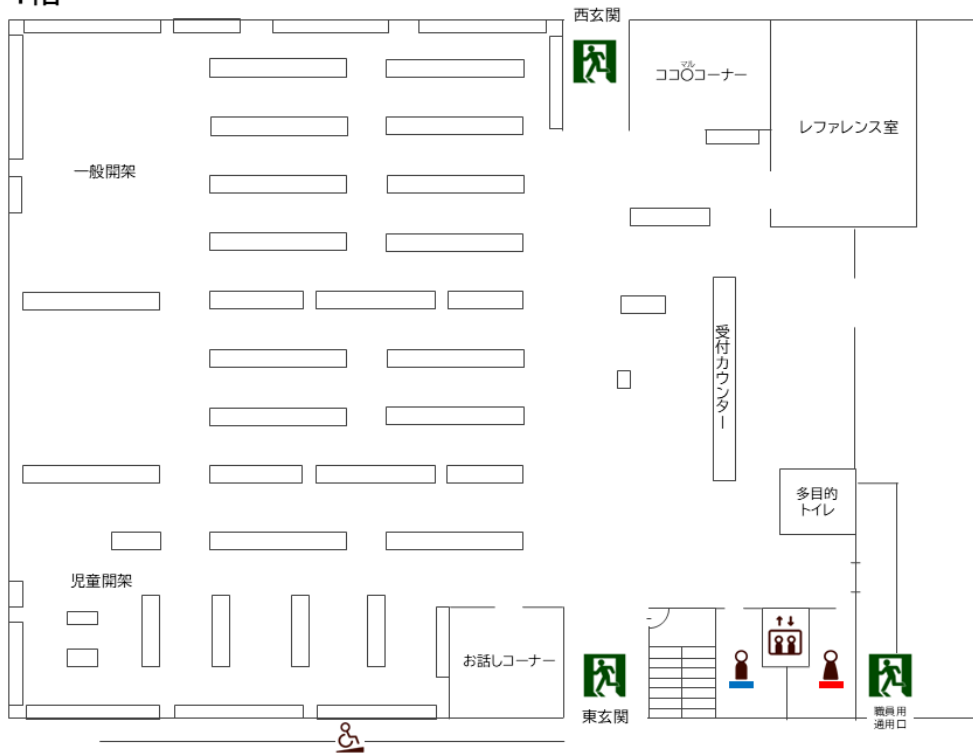 1階
西玄関
マル
ココ〇コーナー
レファレンス室
一般開架
受付カウンター
多目的
トイレ
児童開架
お話しコーナー
東玄関
職員用
通用口